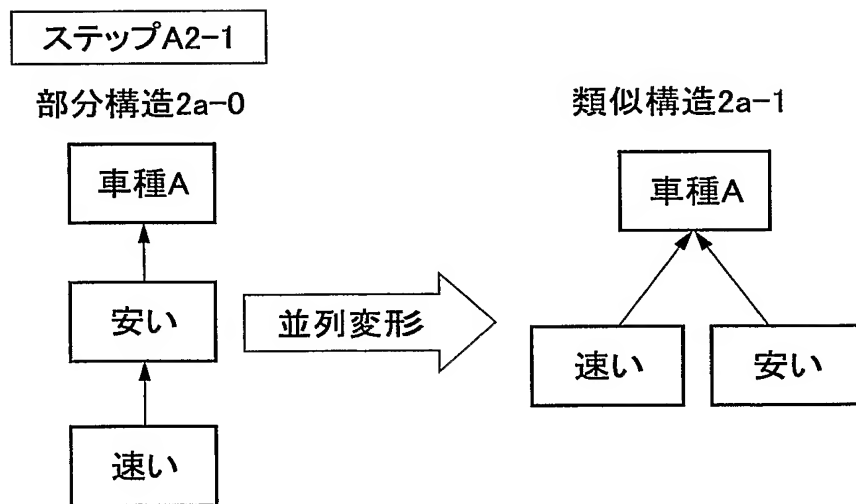 ステップA2-1
部分構造2a-0
類似構造2a-1
車種A
車種A
安い
並列変形
速い
安い
速い